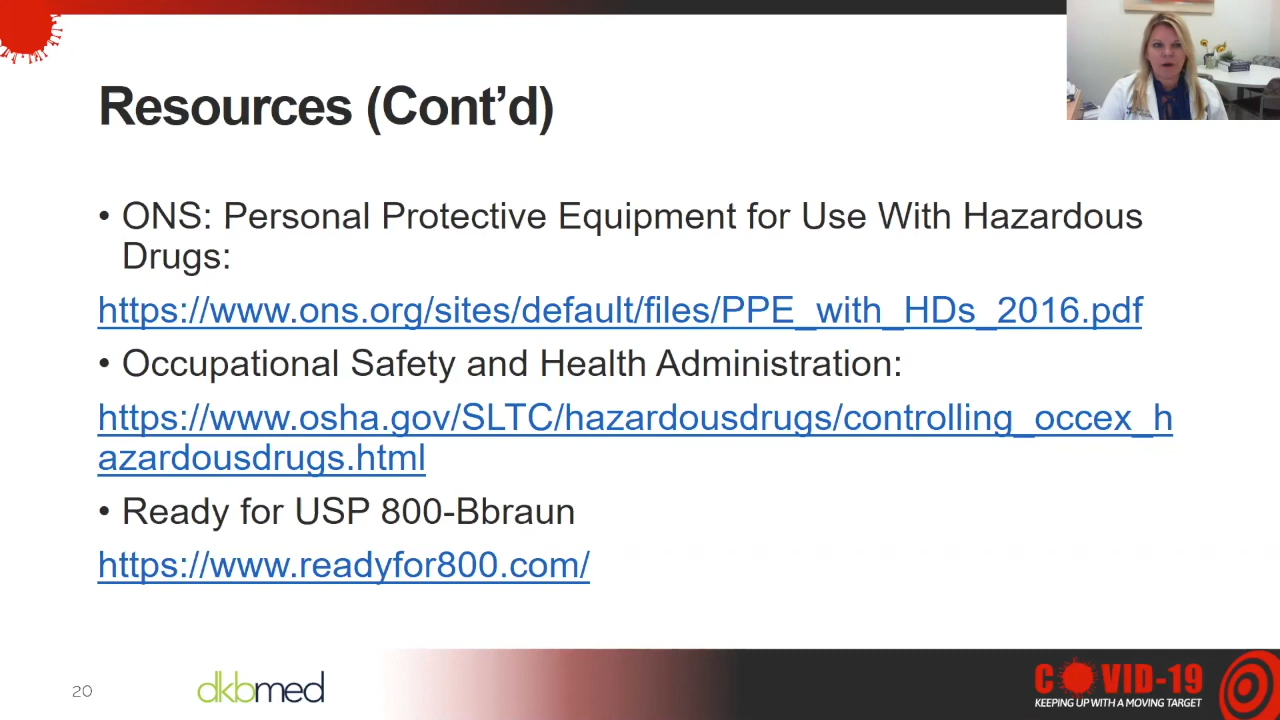 Resources (Cont’d)
• ONS: Personal Protective Equipment for Use With Hazardous
Drugs:
https://www.ons.org/sites/default/files/PPE_with_HDs_2016.pdf
• Occupational Safety and Health Administration:
https://www.osha.gov/SLTC/hazardousdrugs/controlling_occex_h
azardousdrugs.html
• Ready for USP 800-Bbraun
https://www.readyfor800.com/
20
dkbmed
COVID-19
KEEPING UP WITH A MOVING TARGET